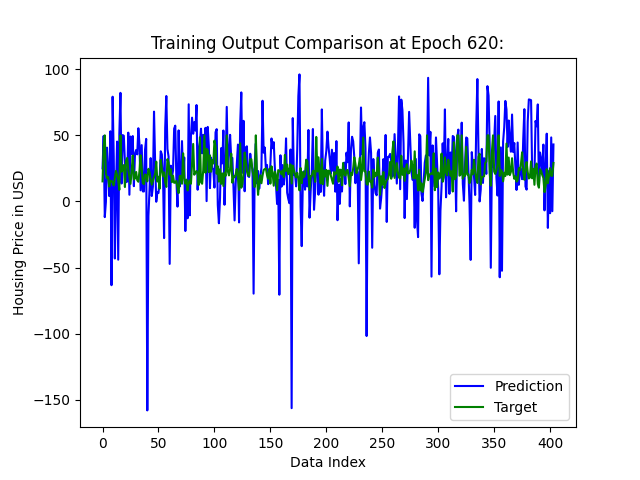 Training Output Comparison at Epoch 620:
100
50
0
−50
−100
−150
Housing Price in USD
0 50 100 150 200 250 300 350 400
Data Index
Prediction
Target